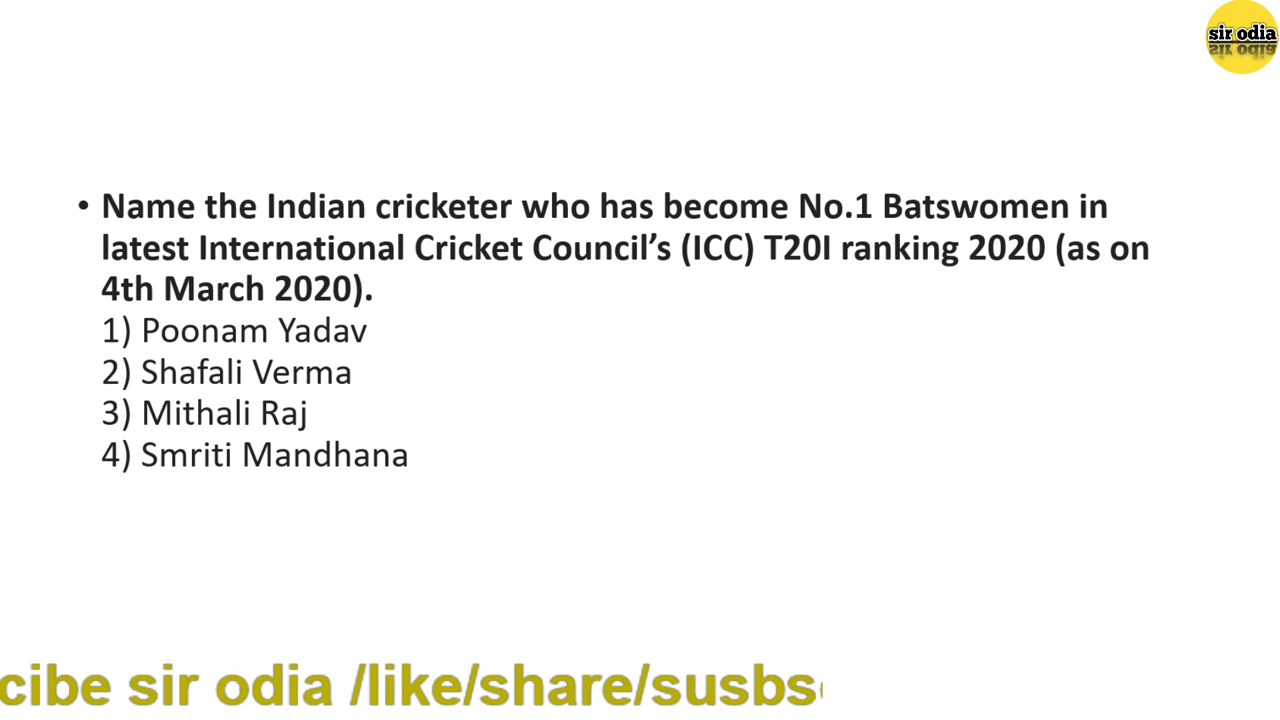 sir odia
• Name the Indian cricketer who has become No.1 Batswomen in
latest International Cricket Council’s (ICC) T20I ranking 2020 (as on
4th March 2020).
1) Poonam Yadav
2) Shafali Verma
3) Mithali Raj
4) Smriti Mandhana
cibe sir odia /like/share/susbs